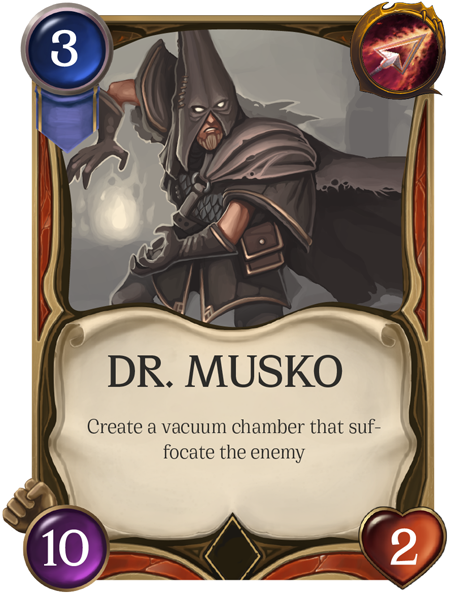 3
DR. MUSKO
Create a vacuum chamber that suf-
focate the enemy
10
2